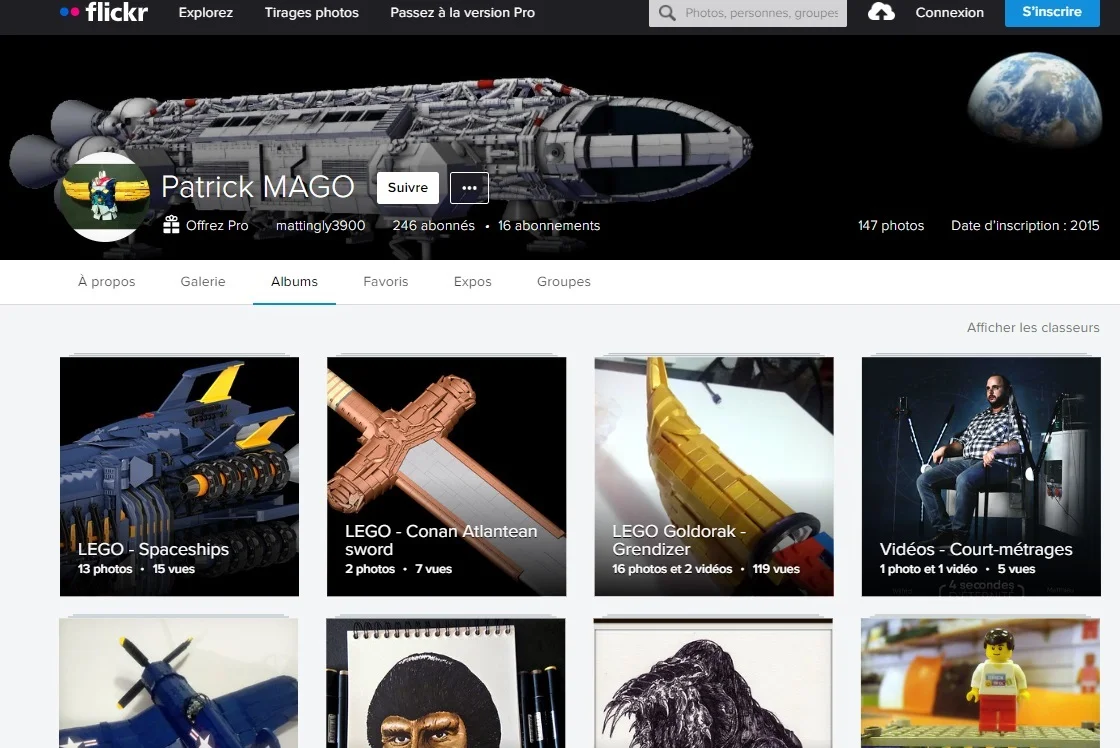 flickr
Explorez
Tirages photos
Passez à la version Pro
Photos, personnes, groupes
Connexion
S'inscrire
Patrick MAGO
Suivre
Offrez Pro
mattingly3900
246 abonnés • 16 abonnements
147 photos
Date d'inscription : 2015
À propos
Galerie
Albums
Favoris
Expos
Groupes
Afficher les classeurs
LEGO - Spaceships
13 photos • 15 vues
LEGO - Conan Atlantean
sword
2 photos • 7 vues
LEGO Goldorak -
Grendizer
16 photos et 2 vidéos • 119 vues
Vidéos - Court-métrages
1 photo et 1 vidéo • 5 vues
4 secondes